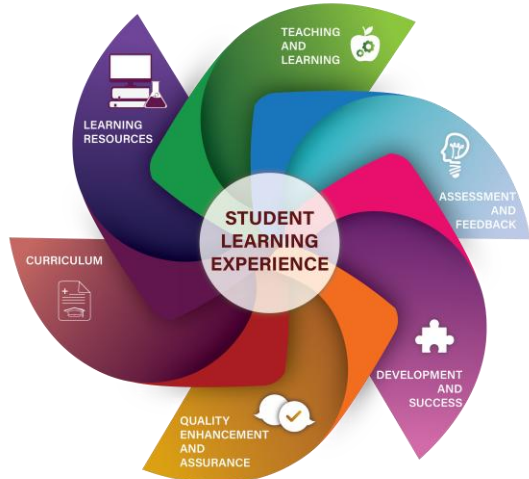 TEACHING
AND
LEARNING
LEARNING
RESOURCES
ASSESSMENT
AND
FEEDBACK
STUDENT
LEARNING
EXPERIENCE
CURRICULUM
DEVELOPMENT
AND
SUCCESS
QUALITY
ENHANCEMENT
AND
ASSURANCE